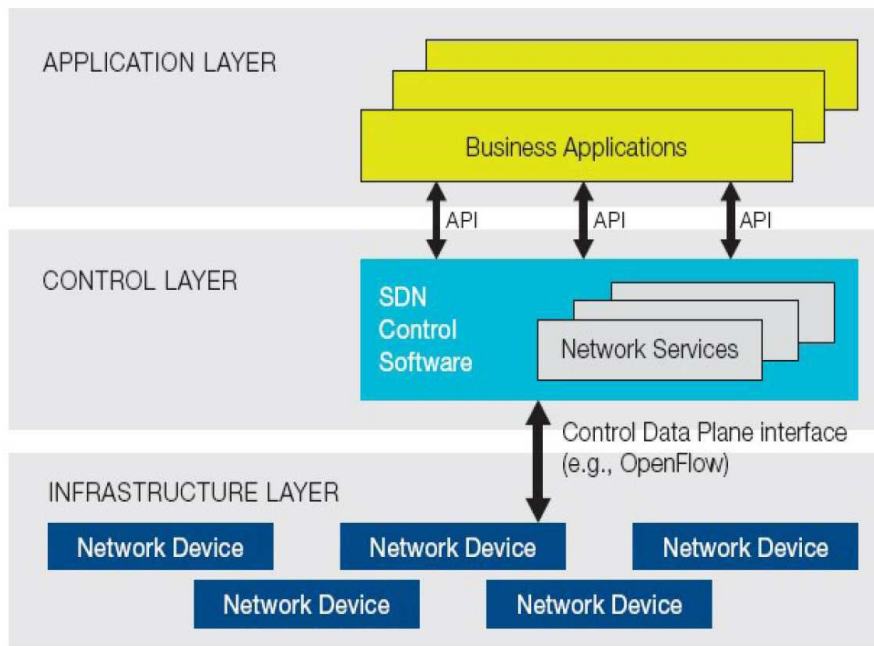 APPLICATION LAYER
Business Applications
API API API
CONTROL LAYER
SDN
Control
Software
Network Services
Control Data Plane interface
(e.g., OpenFlow)
INFRASTRUCTURE LAYER
Network Device Network Device Network Device
Network Device Network Device